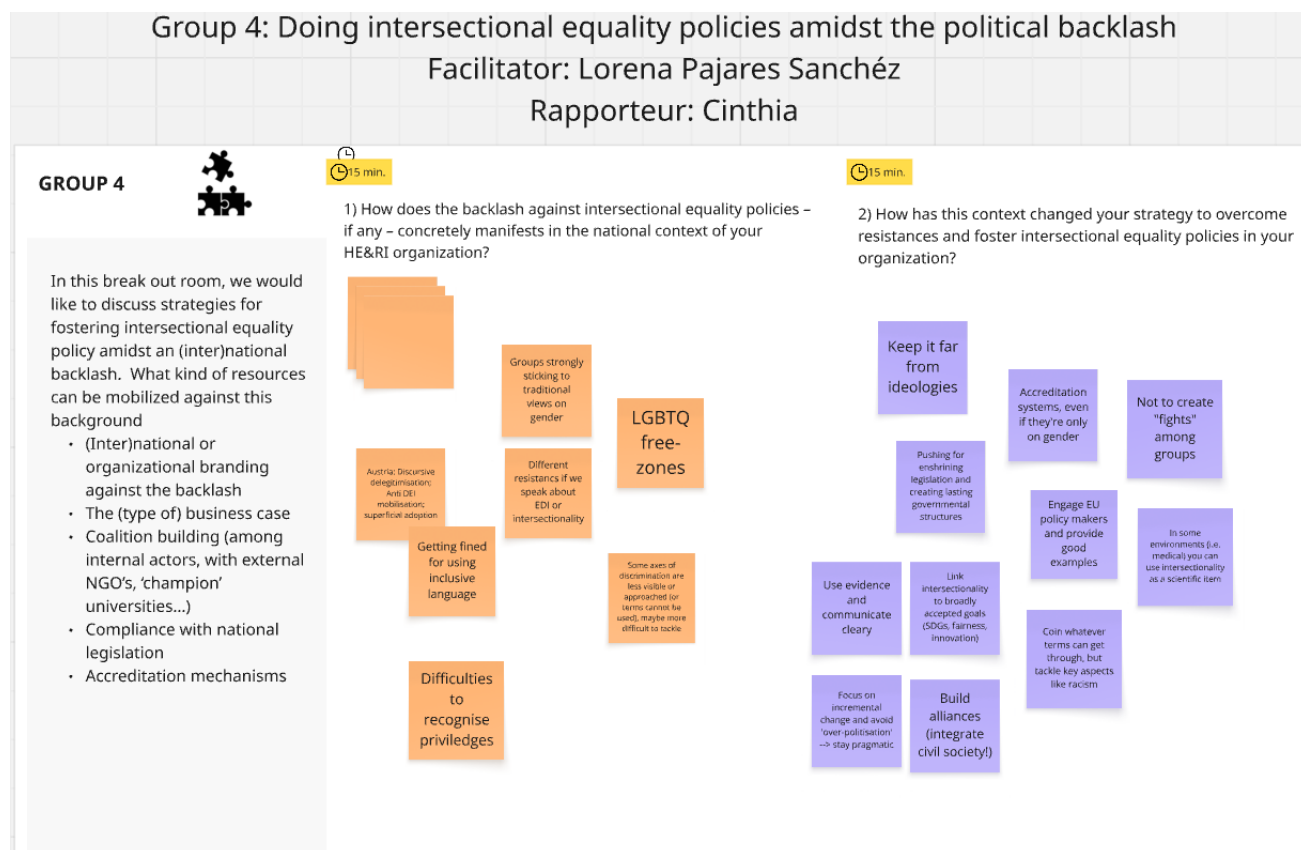 Group 4: Doing intersectional equality policies amidst the political backlash
Facilitator: Lorena Pajares Sanchéz
Rapporteur: Cinthia
GROUP 4
In this break out room, we would
like to discuss strategies for
fostering intersectional equality
policy amidst an (inter)national
backlash. What kind of resources
can be mobilized against this
background
• (Inter)national or
organizational branding
against the backlash
• The (type of) business case
• Coalition building (among
internal actors, with external
NGO's, 'champion'
universities...)
• Compliance with national
legislation
• Accreditation mechanisms
15 min.
1) How does the backlash against intersectional equality policies –
if any – concretely manifests in the national context of your
HE&RI organization?
Groups strongly
sticking to
traditional
views on
gender
LGBTQ
free-
zones
Austria: Discursive
delegitimisation;
Anti DEI
mobilisation;
superficial adoption
Different
resistancs if we
speak about
EDI or
intersectionality
Getting fined
for using
inclusive
language
Some axes of
discrimination are
less visible or
approached (or
terms cannot be
used), maybe more
difficult to tackle
Difficulties
to
recognise
priviledges
15 min.
2) How has this context changed your strategy to overcome
resistances and foster intersectional equality policies in your
organization?
Keep it far
from
ideologies
Accreditation
systems, even
if they're only
on gender
Not to create
"fights"
among
groups
Pushing for
enshrining
legislation and
creating lasting
governmental
structures
Engage EU
policy makers
and provide
good
examples
In some
environments (i.e.
medical) you can
use intersectionality
as a scientific item
Use evidence
and
communicate
cleary
Link
intersectionality
to broadly
accepted goals
(SDGs, fairness,
innovation)
Coin whatever
terms can get
through, but
tackle key aspects
like racism
Focus on
incremental
change and avoid
'over-politisation'
--> stay pragmatic
Build
alliances
(integrate
civil society!)